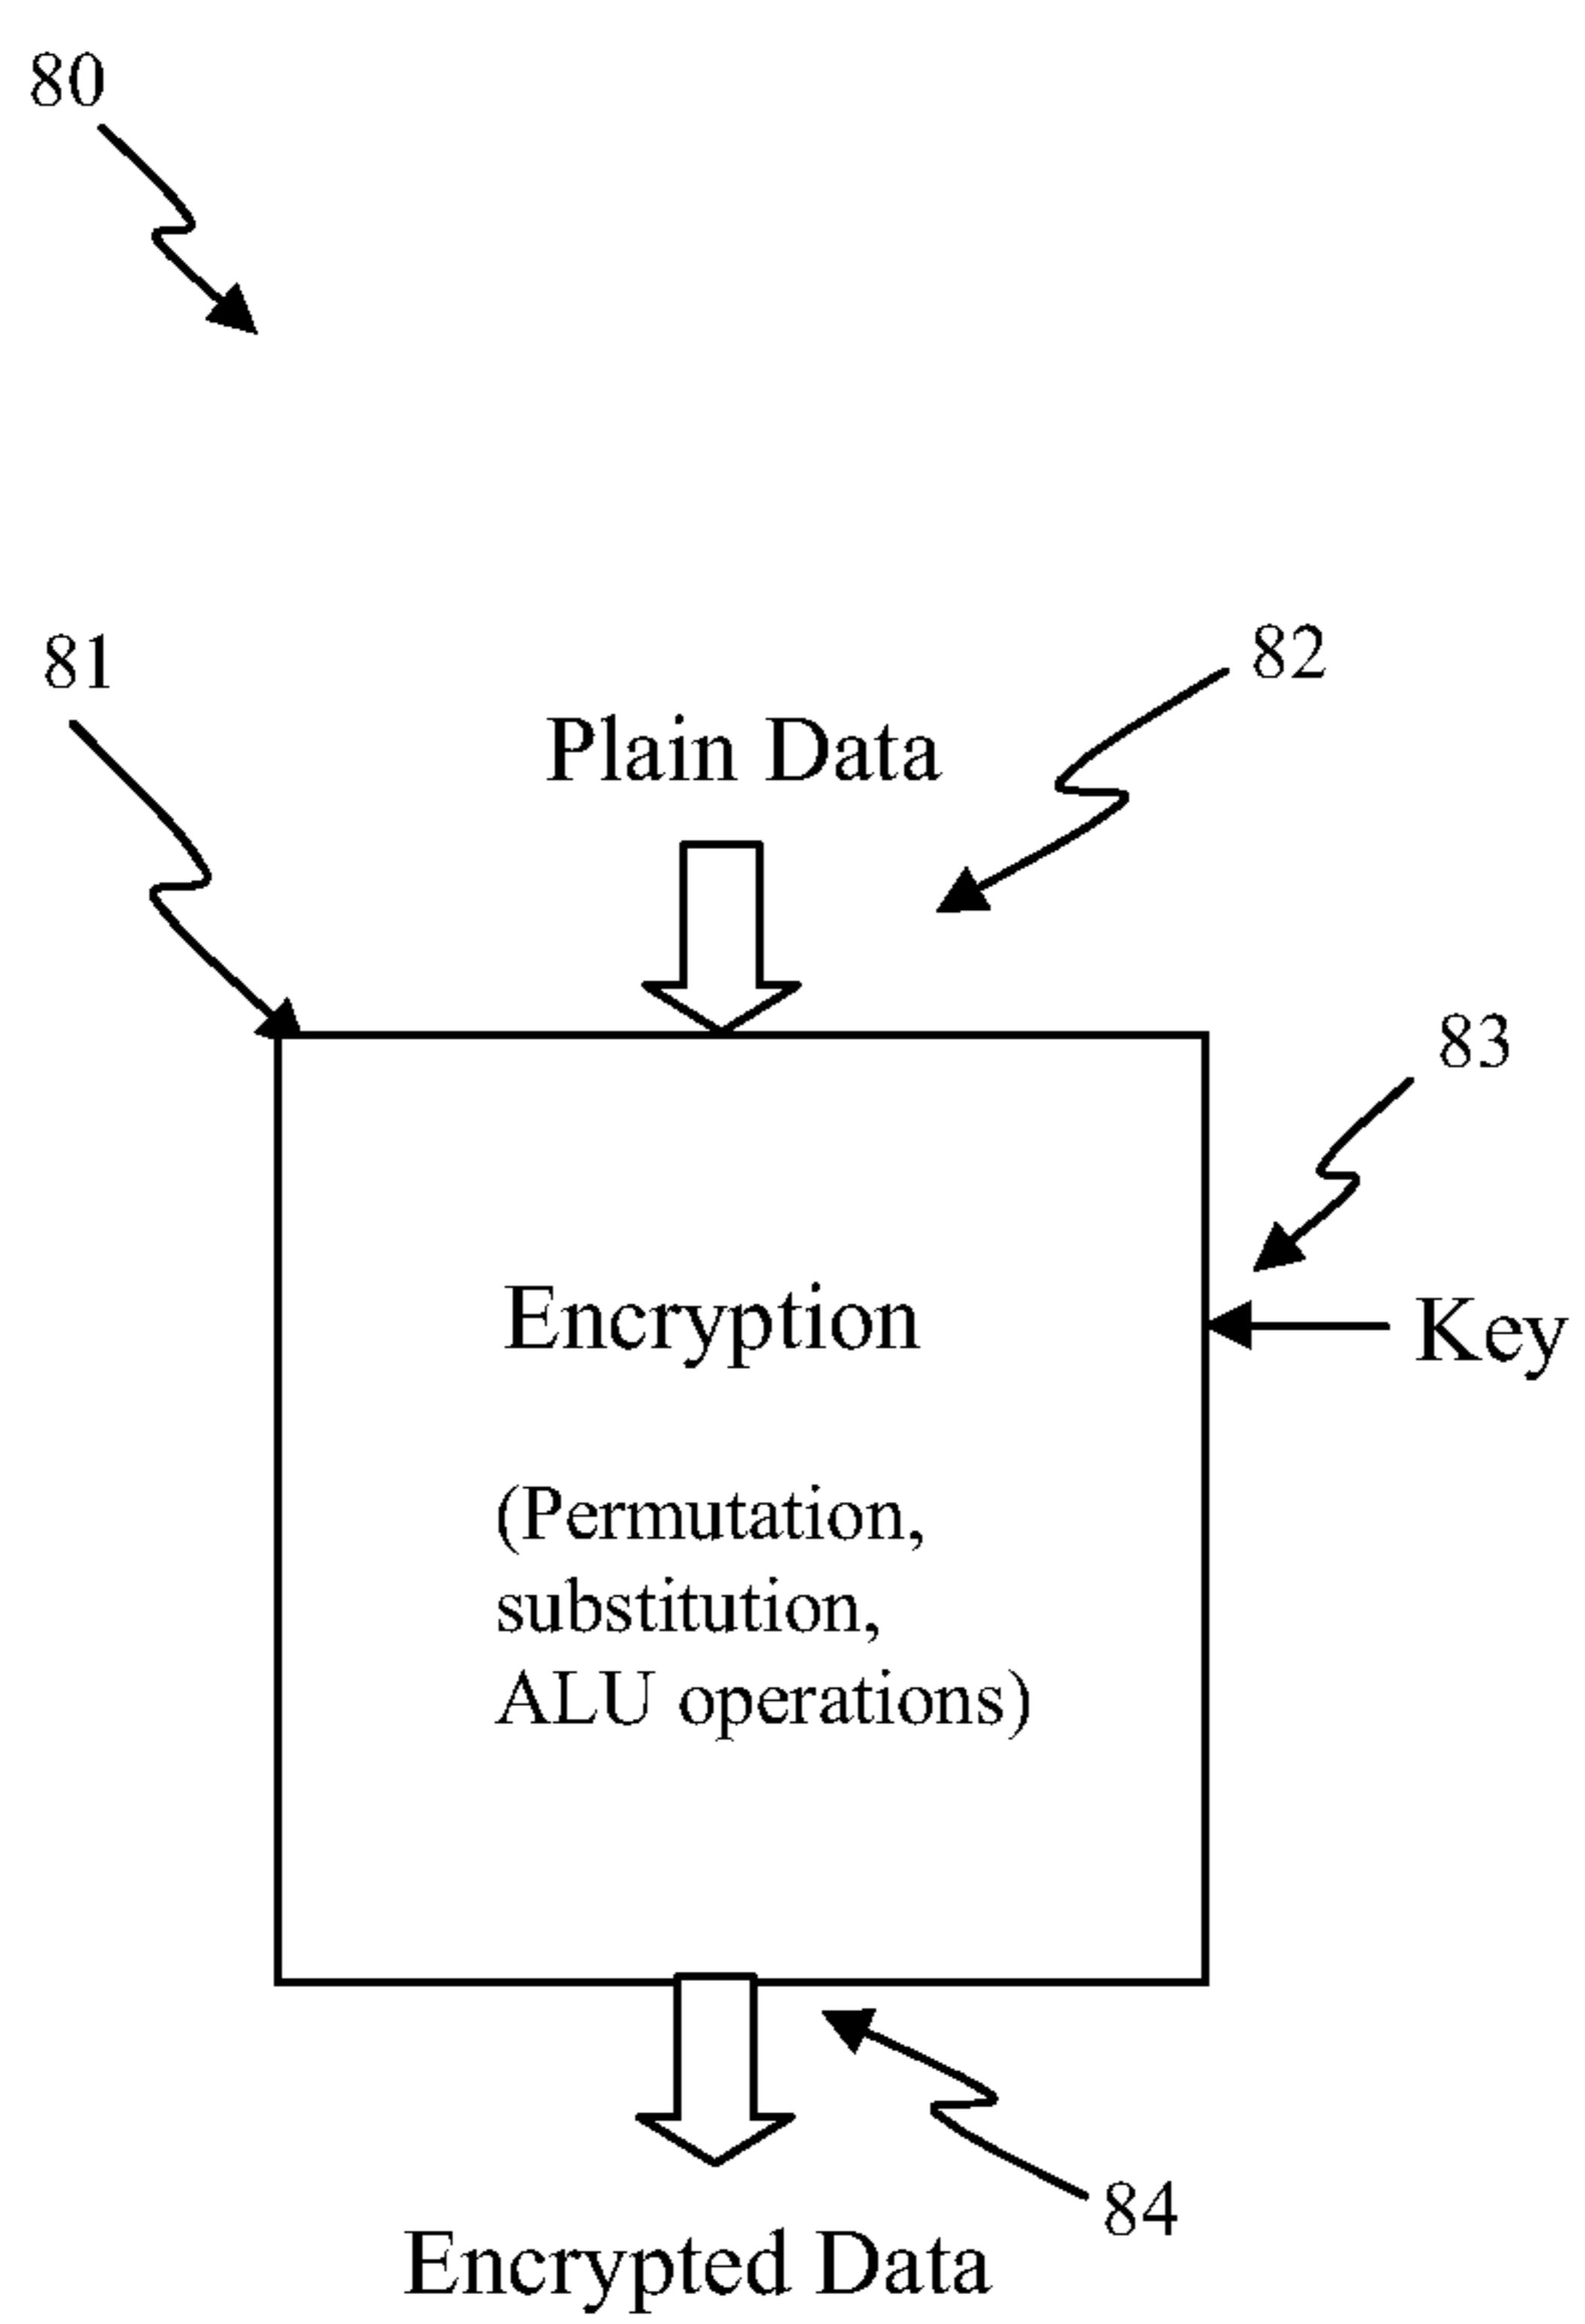 80
81
82
Plain Data
83
Encryption
Key
(Permutation,
substitution,
ALU operations)
84
Encrypted Data